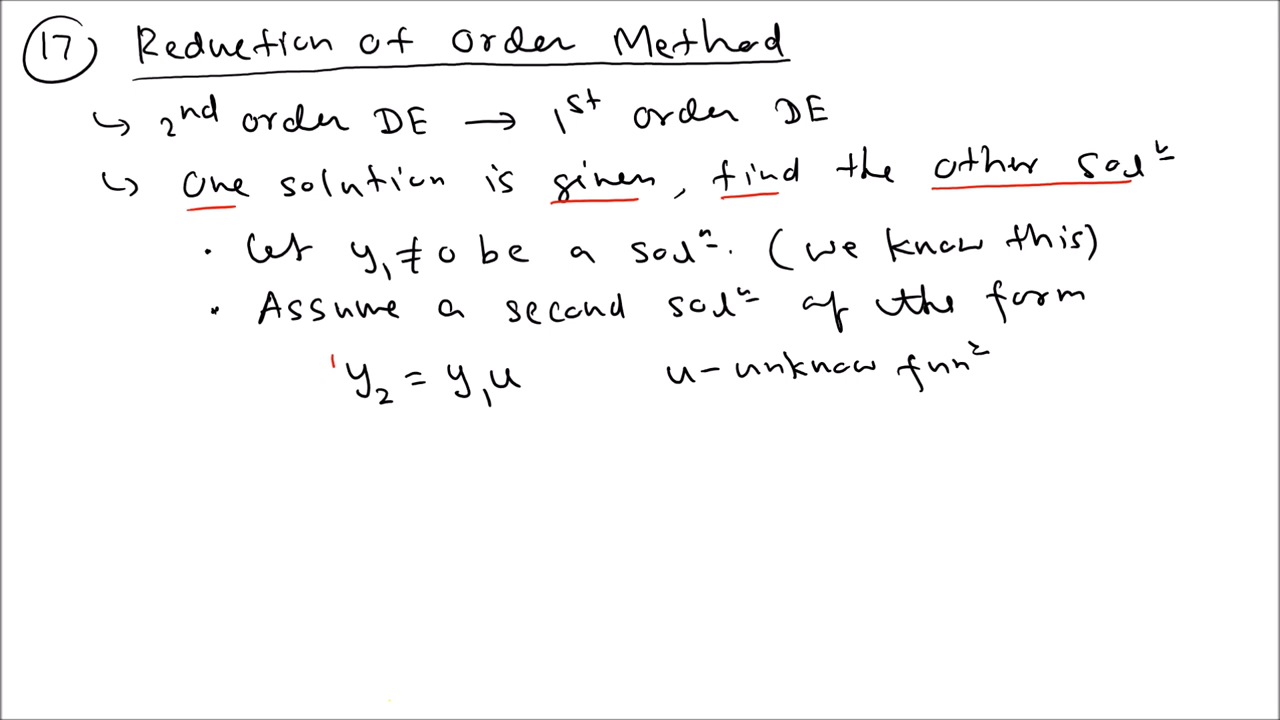 17 Reduction of Order Method
↳ 2nd order DE → 1st order DE
↳ One solution is given, find the other solⁿ
• Let y₁ ≠ 0 be a solⁿ. (we know this)
• Assume a second solⁿ of the form
y₂ = y₁u u - unknow funⁿ